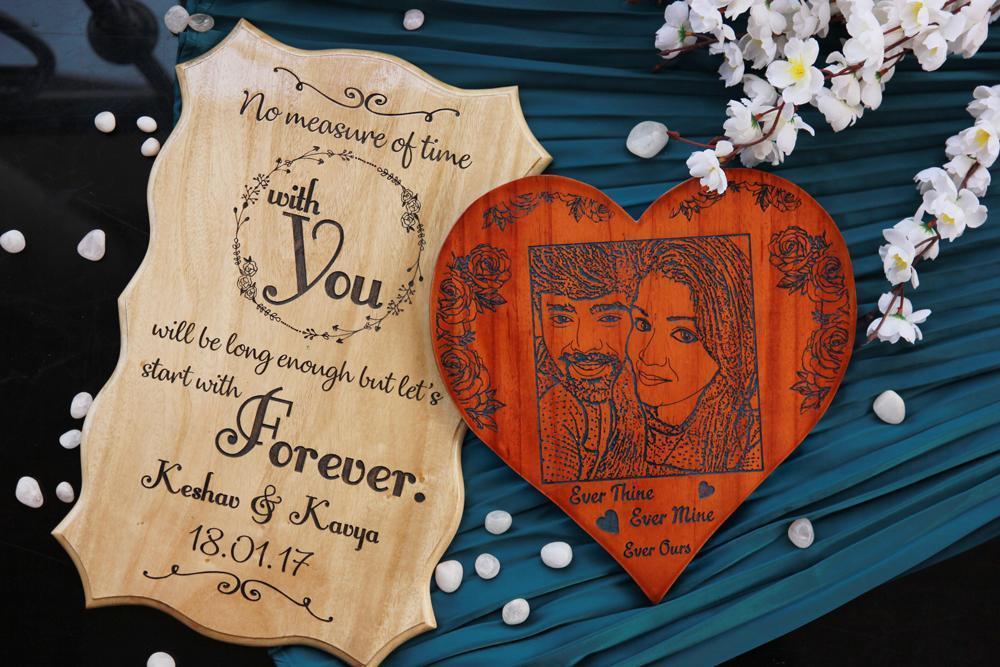 No measure of time
with
You
will be long enough but let's
start with
Forever.
Keshav & Kavya
18.01.17
Ever Thine
Ever Mine
Ever Ours